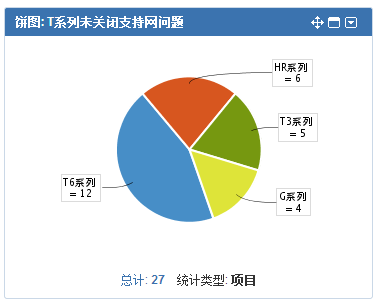 饼图: T系列未关闭支持网问题
HR系列
= 6
T3系列
= 5
T6系列
= 12
G系列
= 4
总计: 27 统计类型: 项目